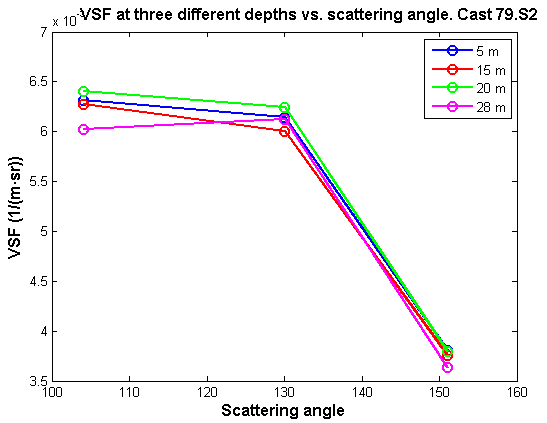 VSF at three different depths vs. scattering angle. Cast 79.S2
7 x 10
6.5
6
5.5
5
4.5
4
3.5
100
110
120
130
140
150
160
VSF (1/(m·sr))
Scattering angle
5 m
15 m
20 m
28 m